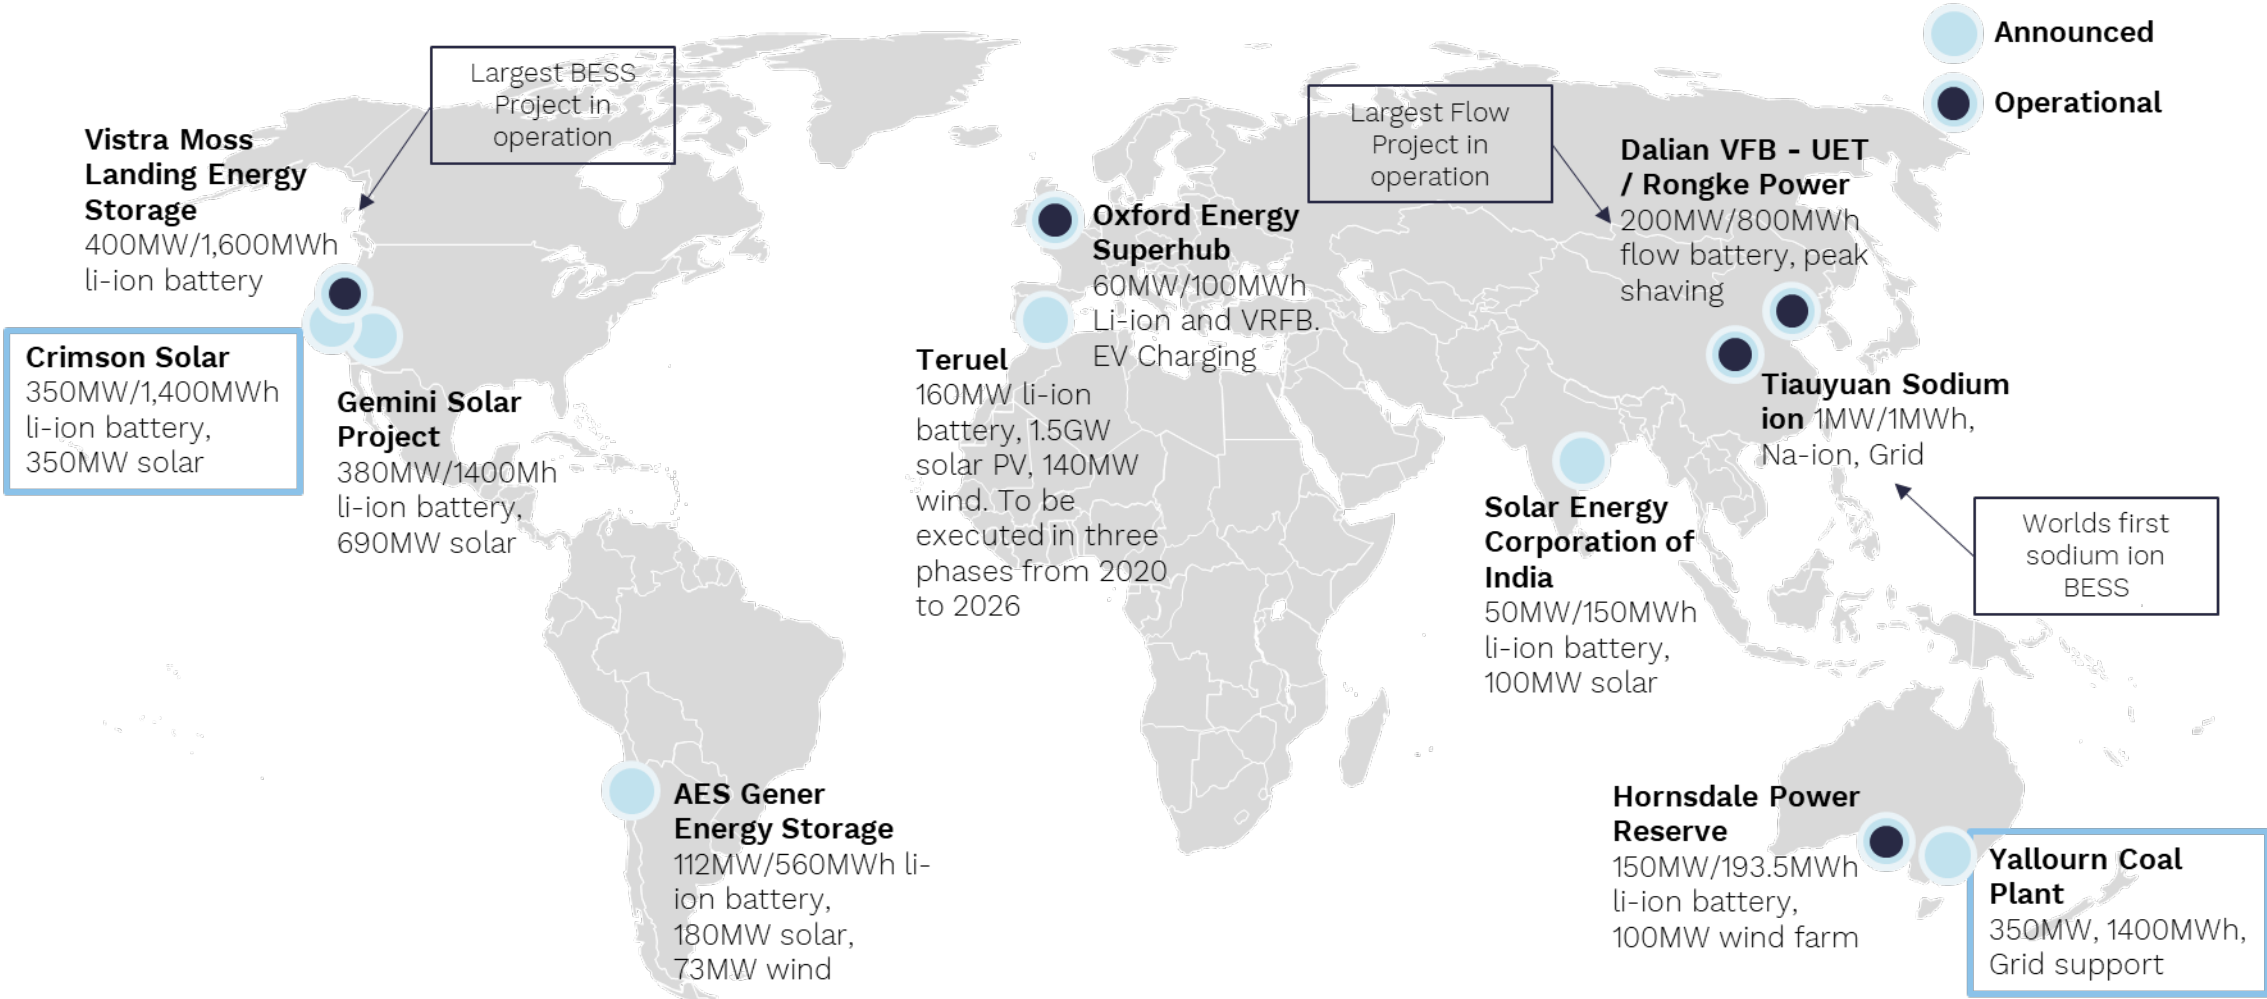 Announced
Operational
Largest BESS
Project in
operation
Largest Flow
Project in
operation
Vistra Moss
Landing Energy
Storage
400MW/1,600MWh
li-ion battery
Dalian VFB - UET
/ Rongke Power
200MW/800MWh
flow battery, peak
shaving
Oxford Energy
Superhub
60MW/100MWh
Li-ion and VRFB.
EV Charging
Crimson Solar
350MW/1,400MWh
li-ion battery,
350MW solar
Gemini Solar
Project
380MW/1400Mh
li-ion battery,
690MW solar
Teruel
160MW li-ion
battery, 1.5GW
solar PV, 140MW
wind. To be
executed in three
phases from 2020
to 2026
Tiauyuan Sodium
ion 1MW/1MWh,
Na-ion, Grid
Worlds first
sodium ion
BESS
Solar Energy
Corporation of
India
50MW/150MWh
li-ion battery,
100MW solar
AES Gener
Energy Storage
112MW/560MWh li-
ion battery,
180MW solar,
73MW wind
Hornsdale Power
Reserve
150MW/193.5MWh
li-ion battery,
100MW wind farm
Yallourn Coal
Plant
350MW, 1400MWh,
Grid support